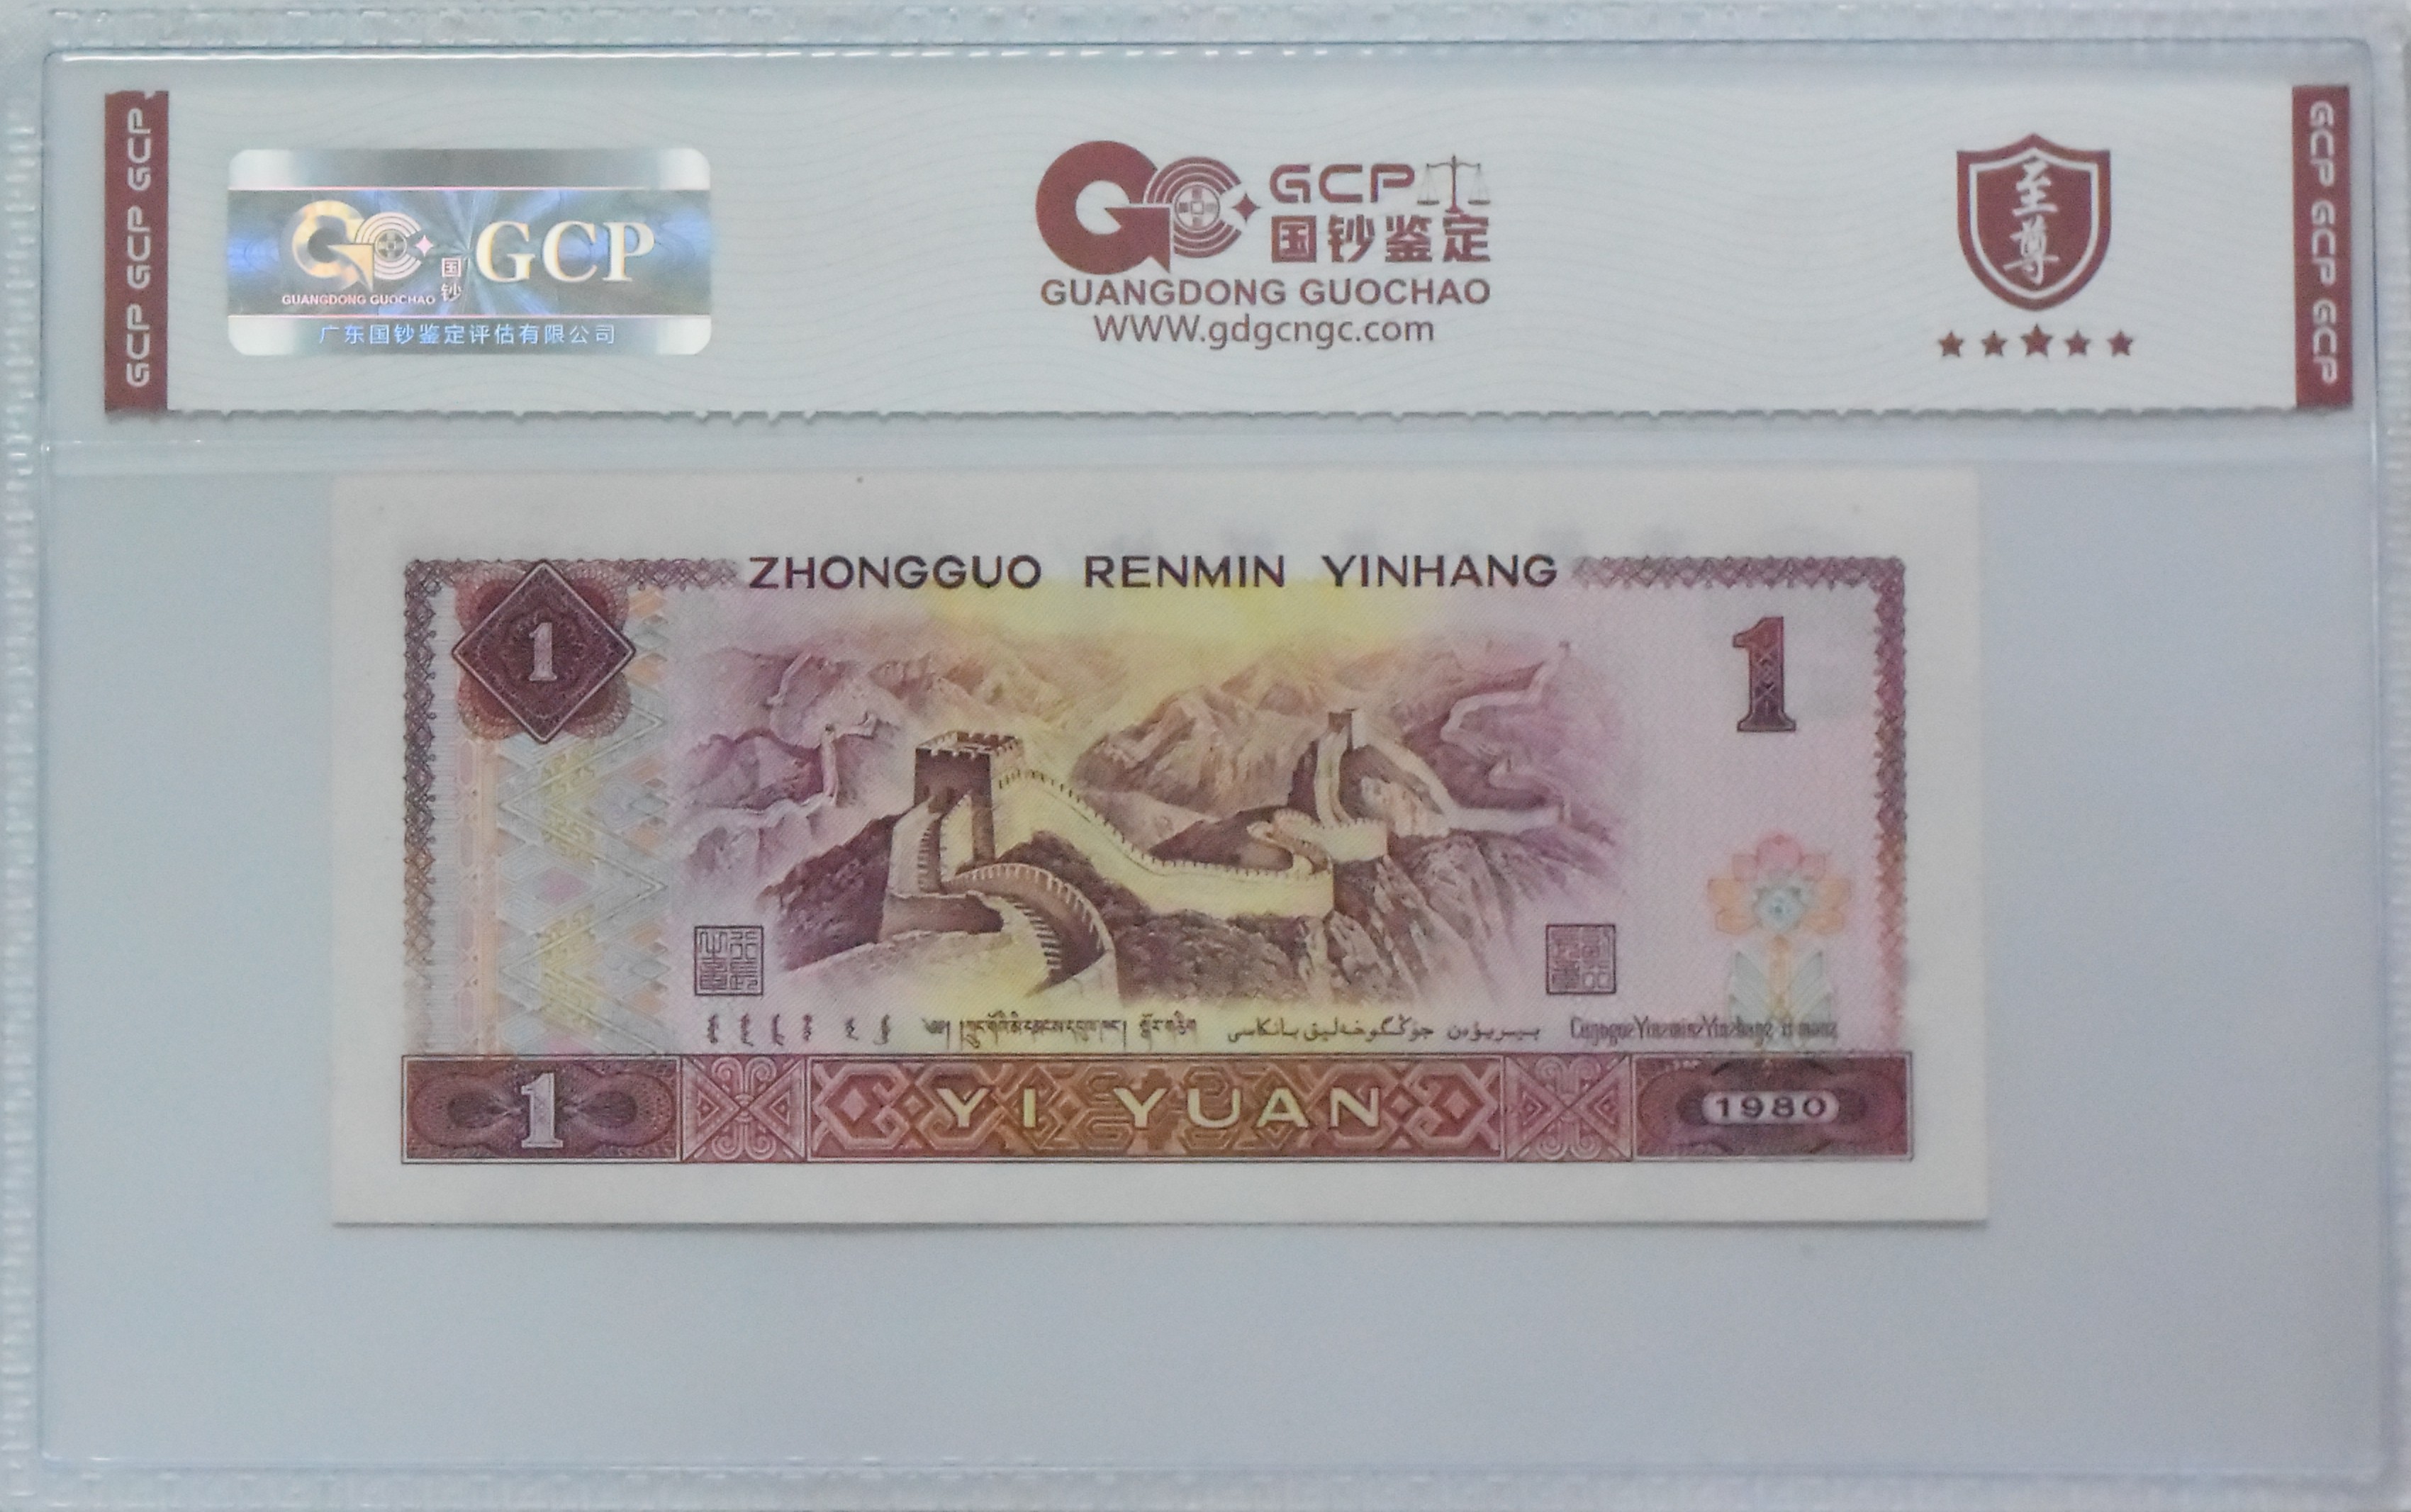 GCP GCP GCP
GUANGDONG GUOCHAO
国钞
GCP
广东国钞鉴定评估有限公司
GCP
国钞鉴定
GUANGDONG GUOCHAO
WWW.gdgcngc.com
至尊
GCP GCP GCP
ZHONGGUO RENMIN YINHANG
1
1
1
YI YUAN
1980